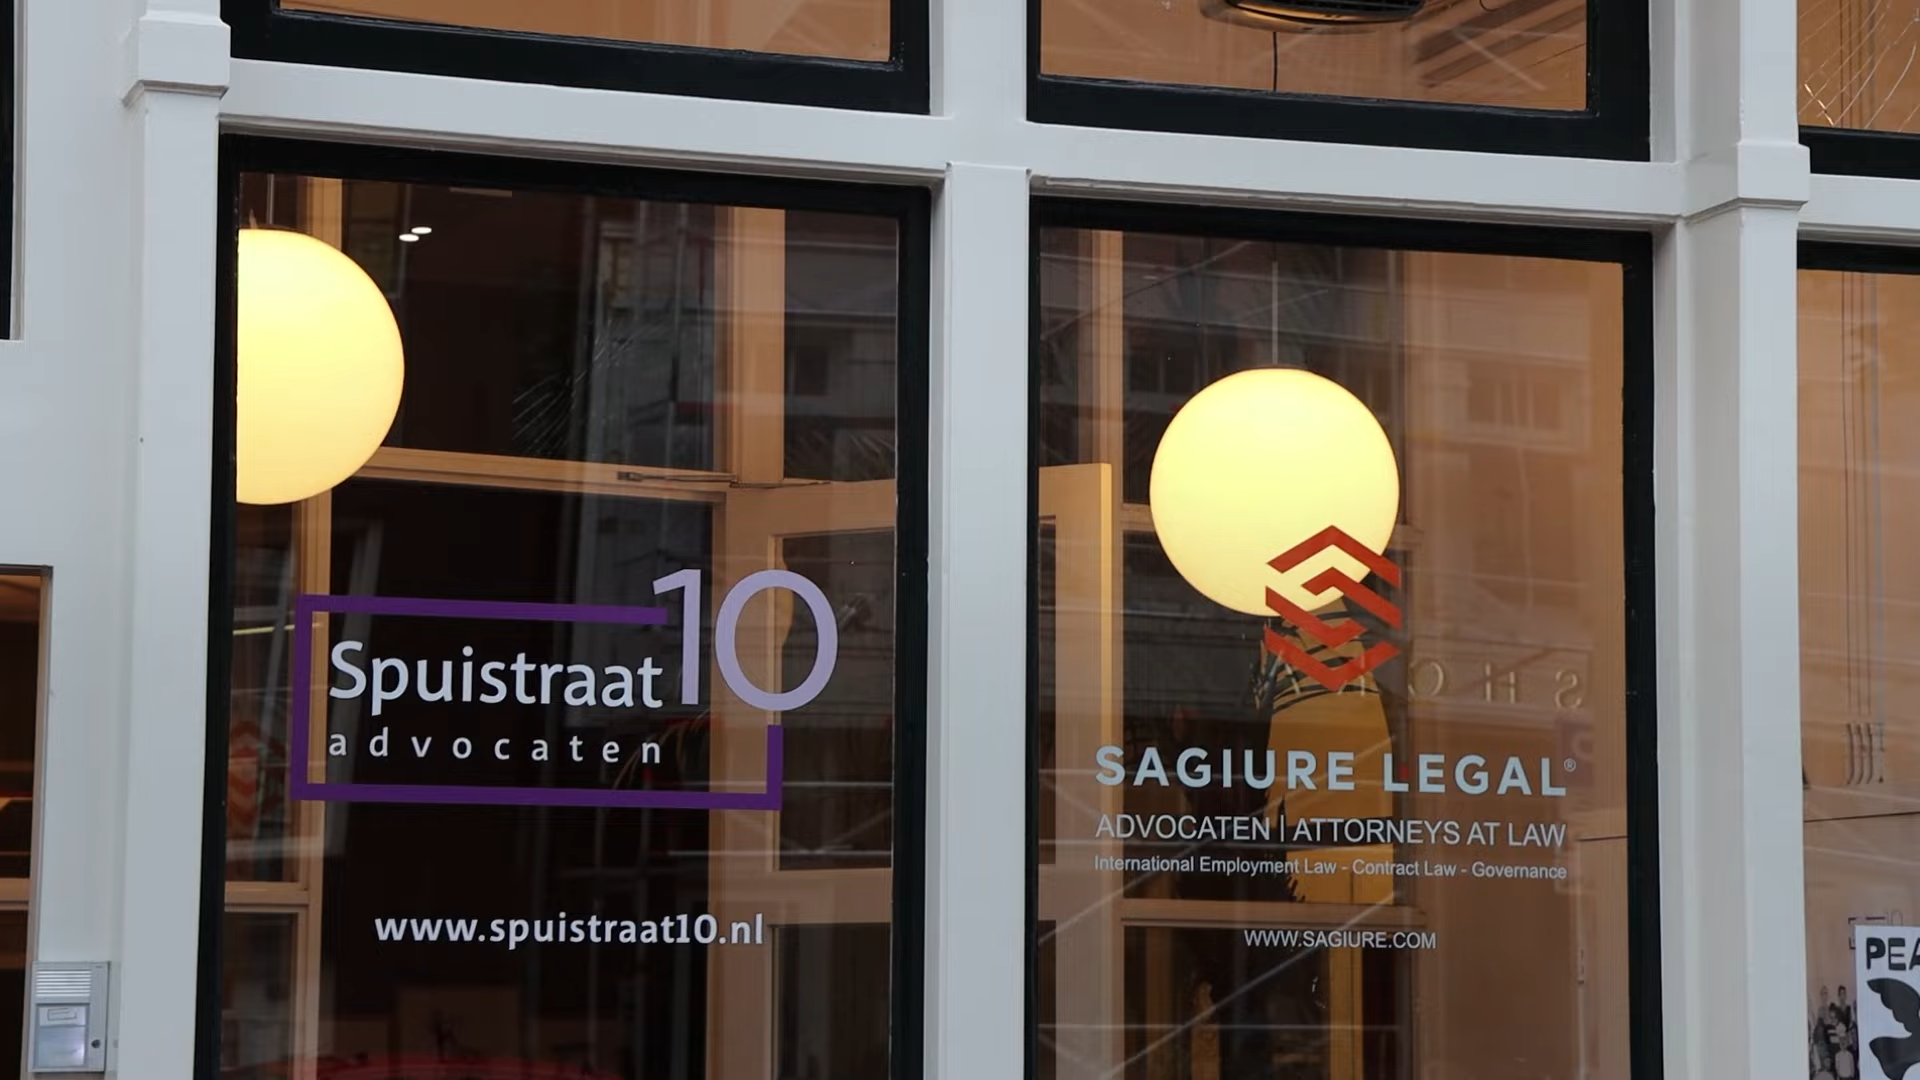 Spuistraat10
advocaten
www.spuistraat10.nl
SAGIURE LEGAL®
ADVOCATEN | ATTORNEYS AT LAW
International Employment Law - Contract Law - Governance
WWW.SAGIURE.COM